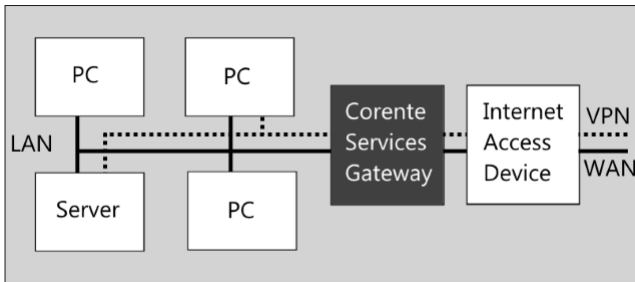 PC
PC
LAN
Server
PC
Corente
Services
Gateway
Internet
Access
Device
VPN
WAN